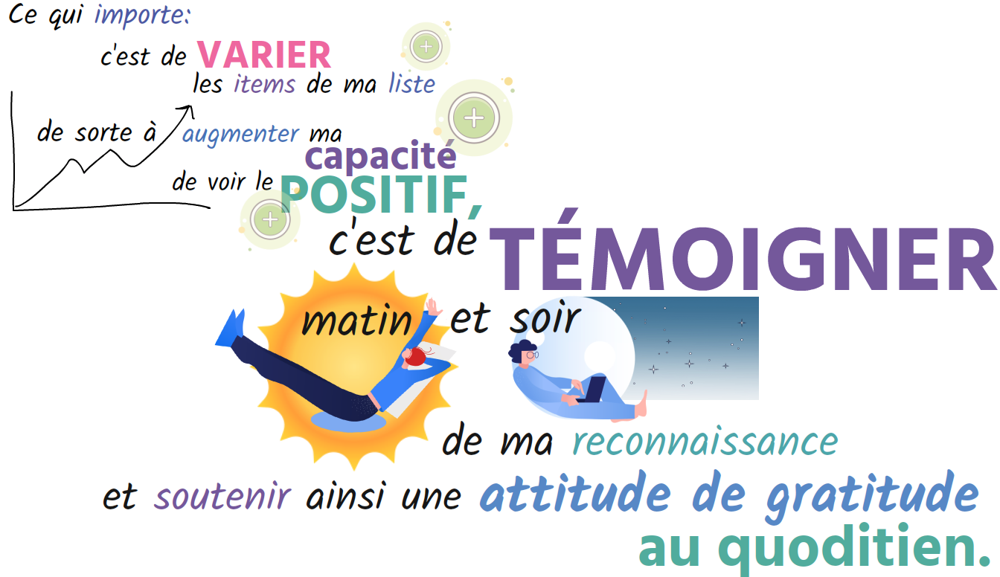 Ce qui importe:
c'est de VARIER
les items de ma liste
de sorte à augmenter ma
capacité
de voir le POSITIF,
c'est de TÉMOIGNER
matin et soir
de ma reconnaissance
et soutenir ainsi une attitude de gratitude
au quoditien.